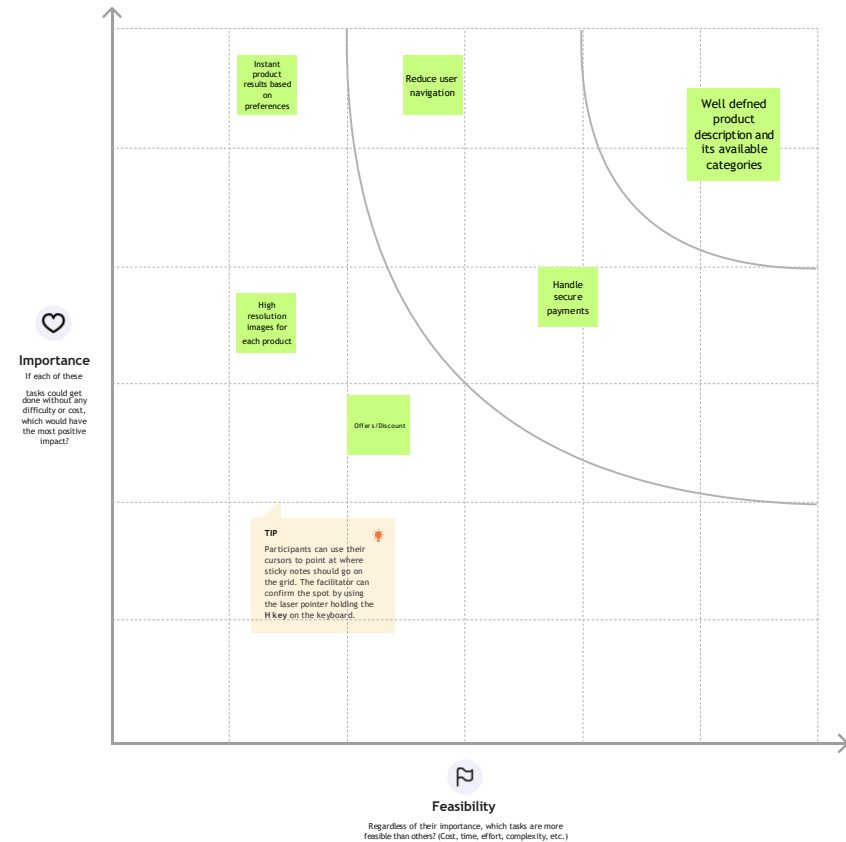 Instant
product
results based
on
preferences
Reduce user
navigation
Well defned
product
description and
its available
categories
High
resolution
images for
each product
Handle
secure
payments
Offers/Discount
Importance
If each of these
tasks could get
done without any
difficulty or cost,
which would have
the most positive
impact?
TIP
Participants can use their
cursors to point at where
sticky notes should go on
the grid. The facilitator can
confirm the spot by using
the laser pointer holding the
H key on the keyboard.
Feasibility
Regardless of their importance, which tasks are more
feasible than others? (Cost, time, effort, complexity, etc.)